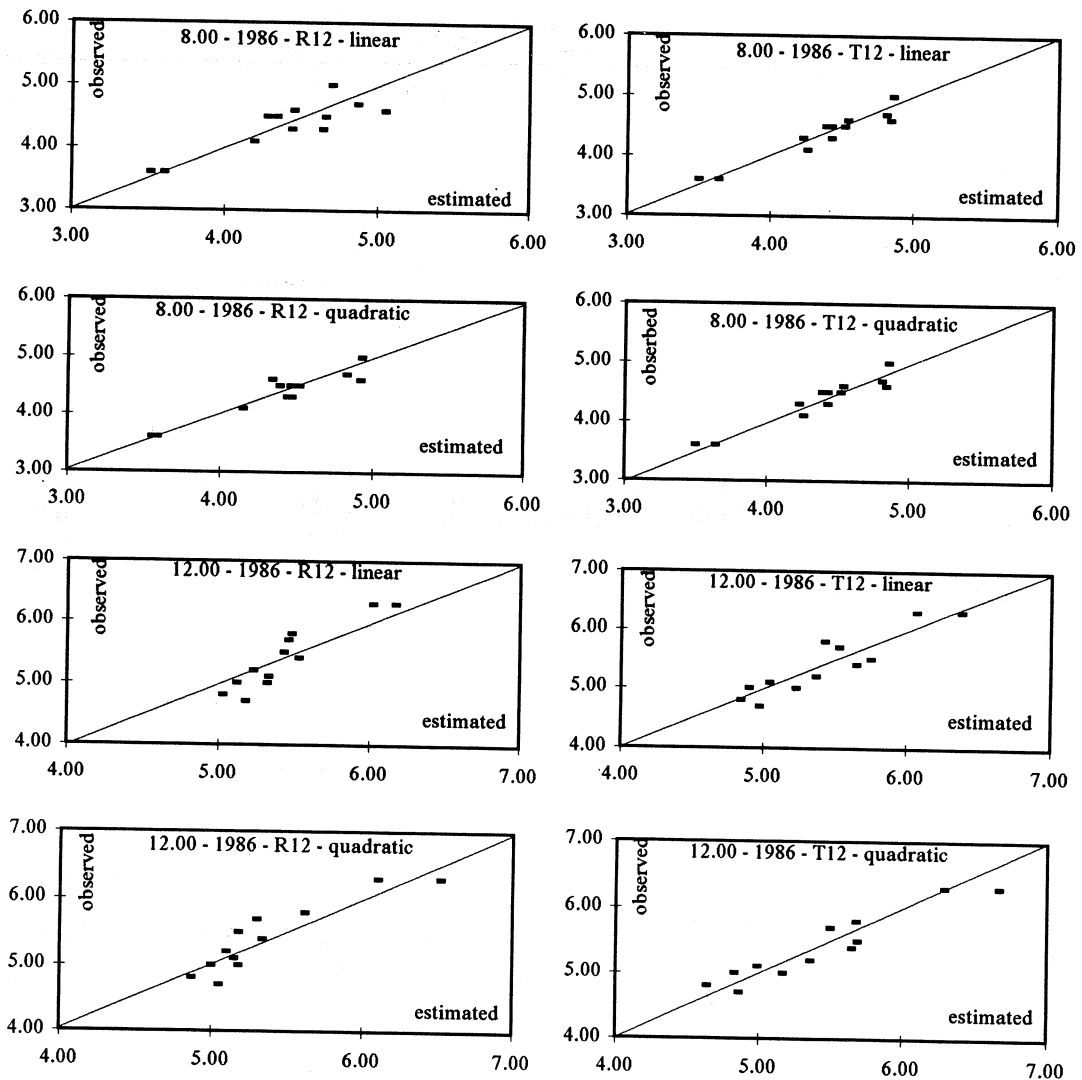 6.00
observed
8.00 - 1986 - R12 - linear
5.00
4.00
estimated
3.00
3.00 4.00 5.00 6.00
6.00
observed
8.00 - 1986 - T12 - linear
5.00
4.00
estimated
3.00
3.00 4.00 5.00 6.00
6.00
observed
8.00 - 1986 - R12 - quadratic
5.00
4.00
estimated
3.00
3.00 4.00 5.00 6.00
6.00
obserbed
8.00 - 1986 - T12 - quadratic
5.00
4.00
estimated
3.00
3.00 4.00 5.00 6.00
7.00
observed
12.00 - 1986 - R12 - linear
6.00
5.00
estimated
4.00
4.00 5.00 6.00 7.00
7.00
observed
12.00 - 1986 - T12 - linear
6.00
5.00
estimated
4.00
4.00 5.00 6.00 7.00
7.00
observed
12.00 - 1986 - R12 - quadratic
6.00
5.00
estimated
4.00
4.00 5.00 6.00 7.00
7.00
observed
12.00 - 1986 - T12 - quadratic
6.00
5.00
estimated
4.00
4.00 5.00 6.00 7.00